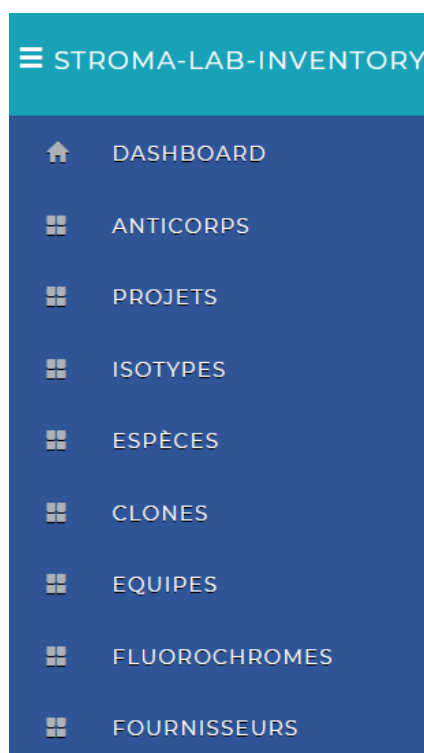 STROMA-LAB-INVENTORY
DASHBOARD
ANTICORPS
PROJETS
ISOTYPES
ESPÈCES
CLONES
EQUIPES
FLUOROCHROMES
FOURNISSEURS